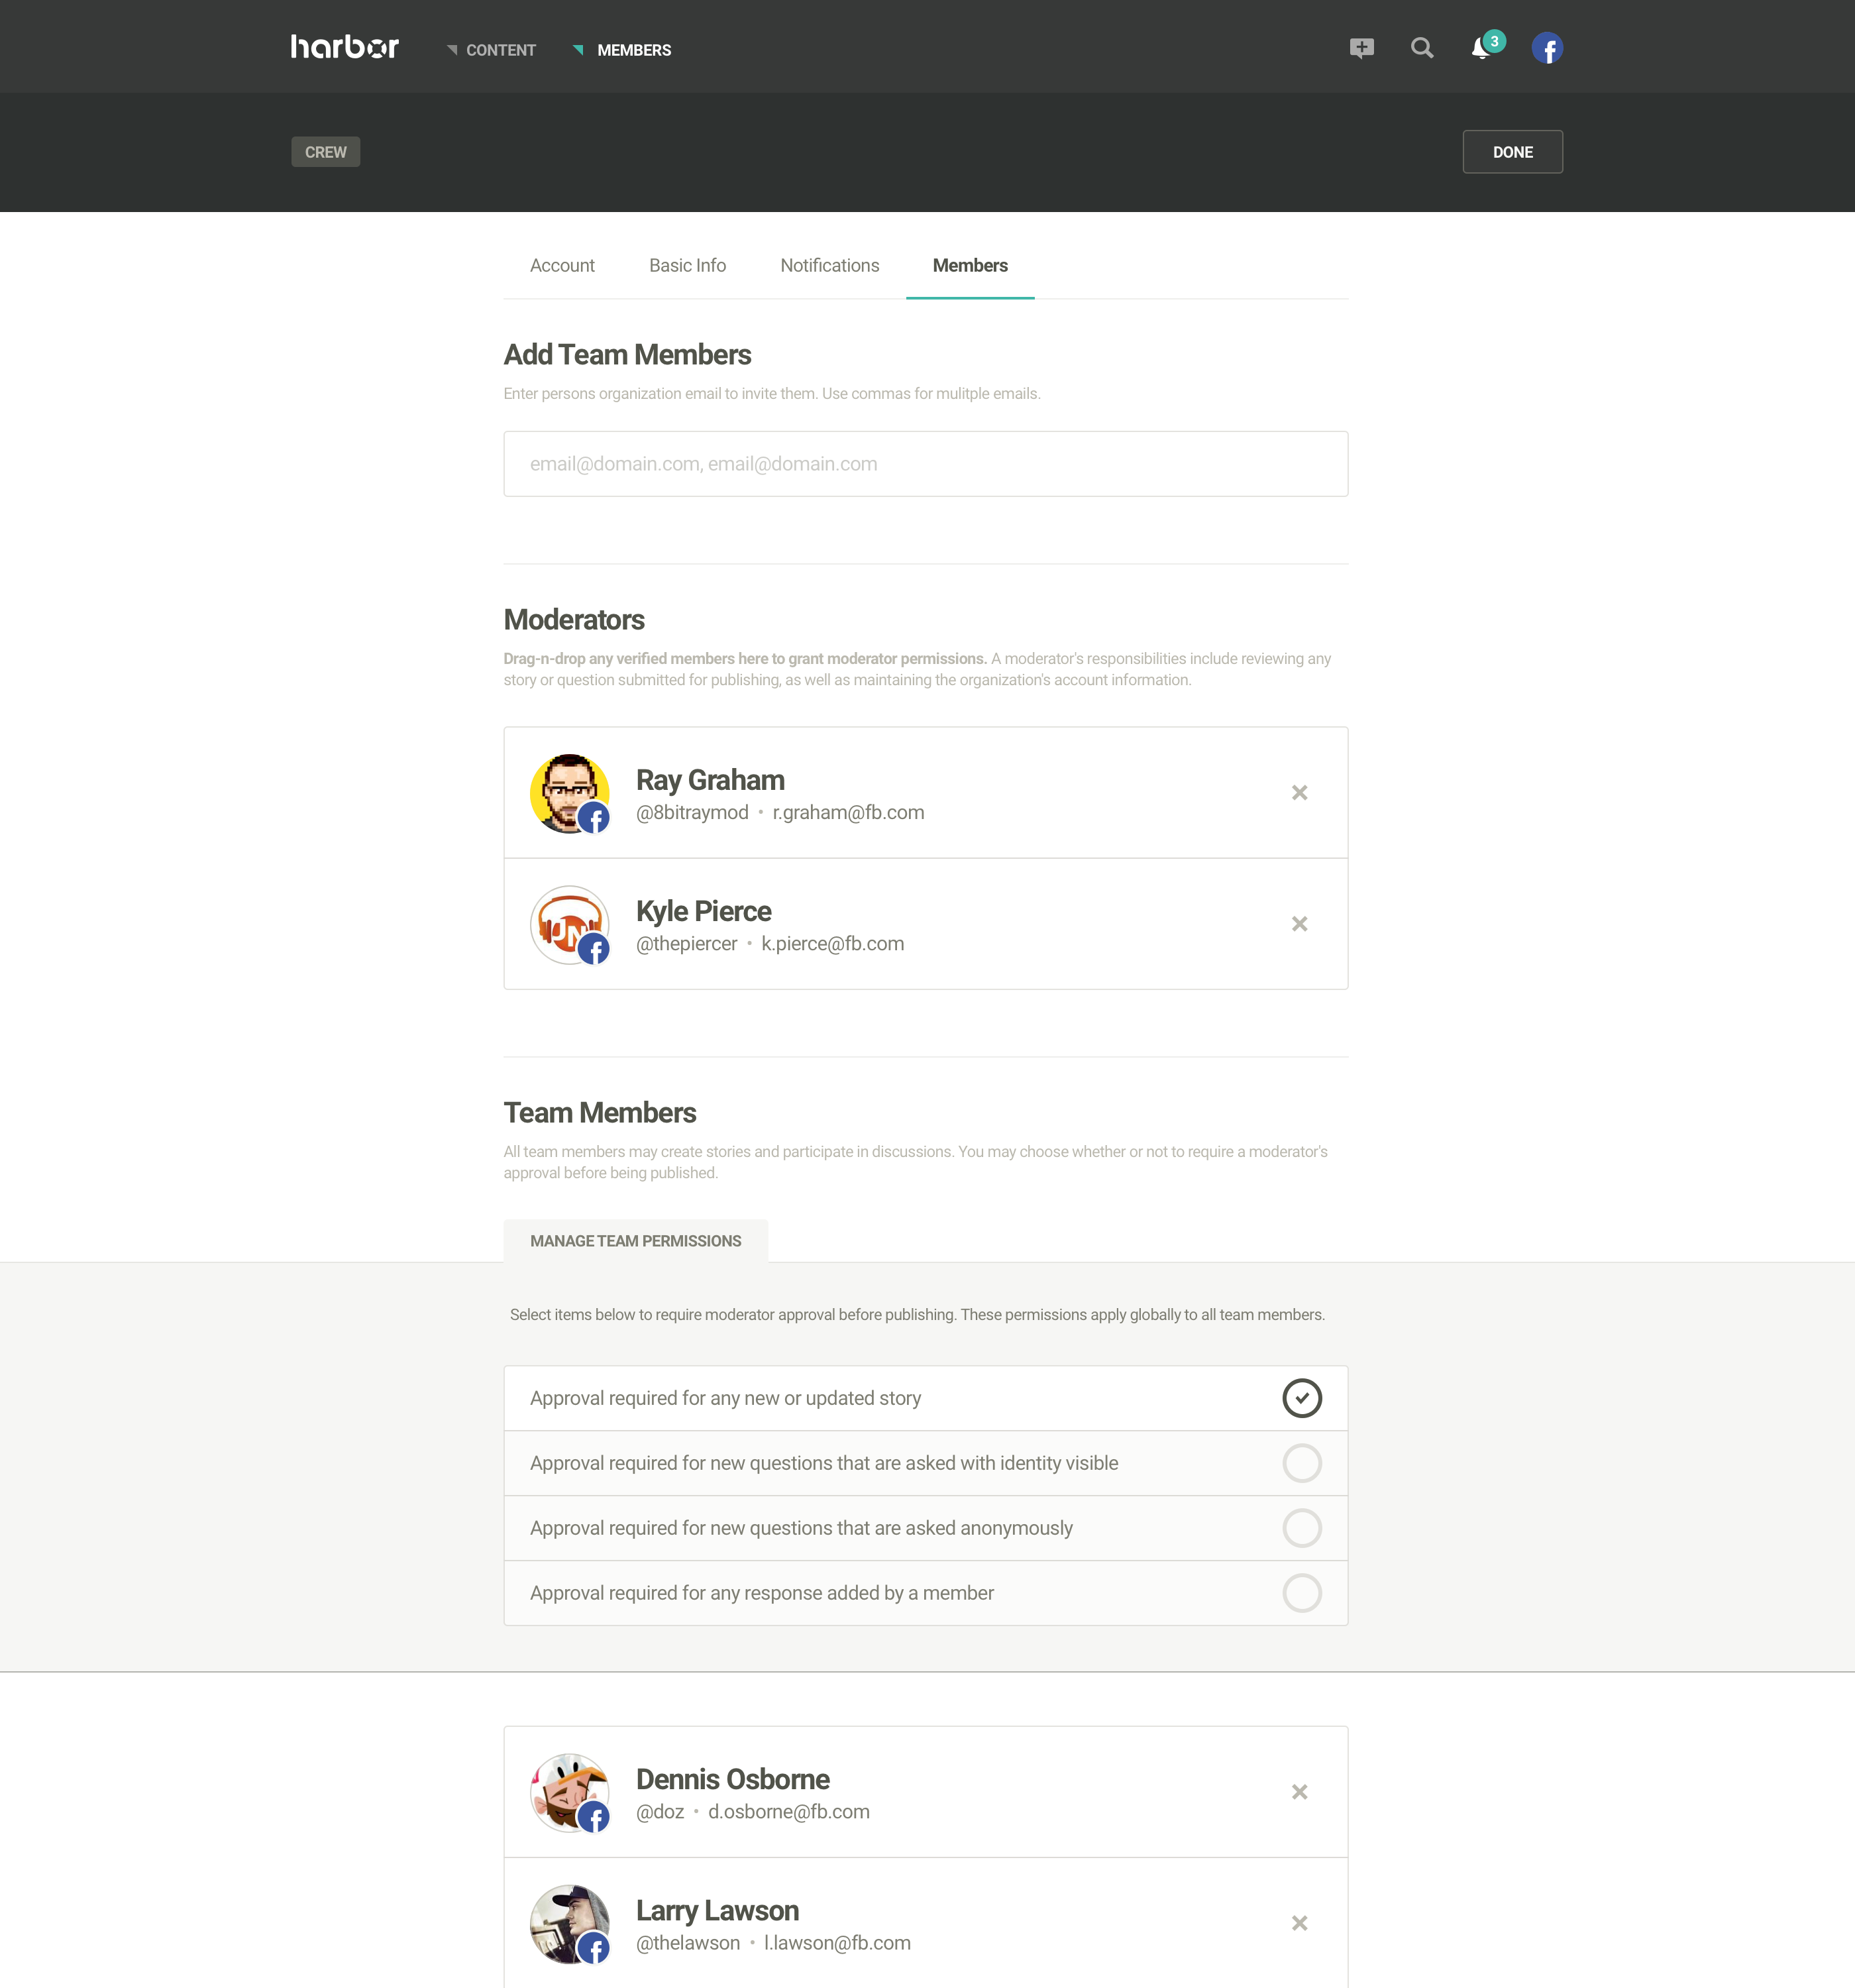 harbor
CONTENT
MEMBERS
3
CREW
DONE
Account
Basic Info
Notifications
Members
Add Team Members
Enter persons organization email to invite them. Use commas for mulitple emails.
email@domain.com, email@domain.com
Moderators
Drag-n-drop any verified members here to grant moderator permissions. A moderator's responsibilities include reviewing any
story or question submitted for publishing, as well as maintaining the organization's account information.
Ray Graham
@8bitraymod • r.graham@fb.com
Kyle Pierce
@thepiercer • k.pierce@fb.com
Team Members
All team members may create stories and participate in discussions. You may choose whether or not to require a moderator's
approval before being published.
MANAGE TEAM PERMISSIONS
Select items below to require moderator approval before publishing. These permissions apply globally to all team members.
Approval required for any new or updated story
Approval required for new questions that are asked with identity visible
Approval required for new questions that are asked anonymously
Approval required for any response added by a member
Dennis Osborne
@doz • d.osborne@fb.com
Larry Lawson
@thelawson • l.lawson@fb.com